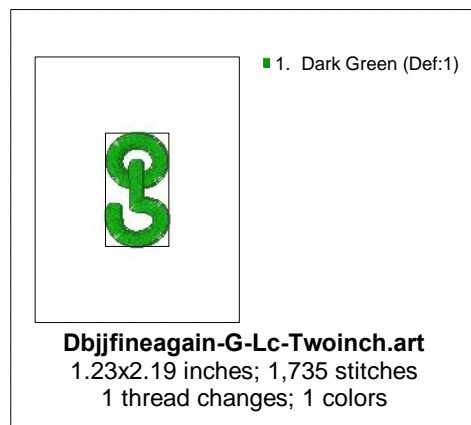 1. Dark Green (Def:1)
Dbjjfineagain-G-Lc-Twoinch.art
1.23x2.19 inches; 1,735 stitches
1 thread changes; 1 colors